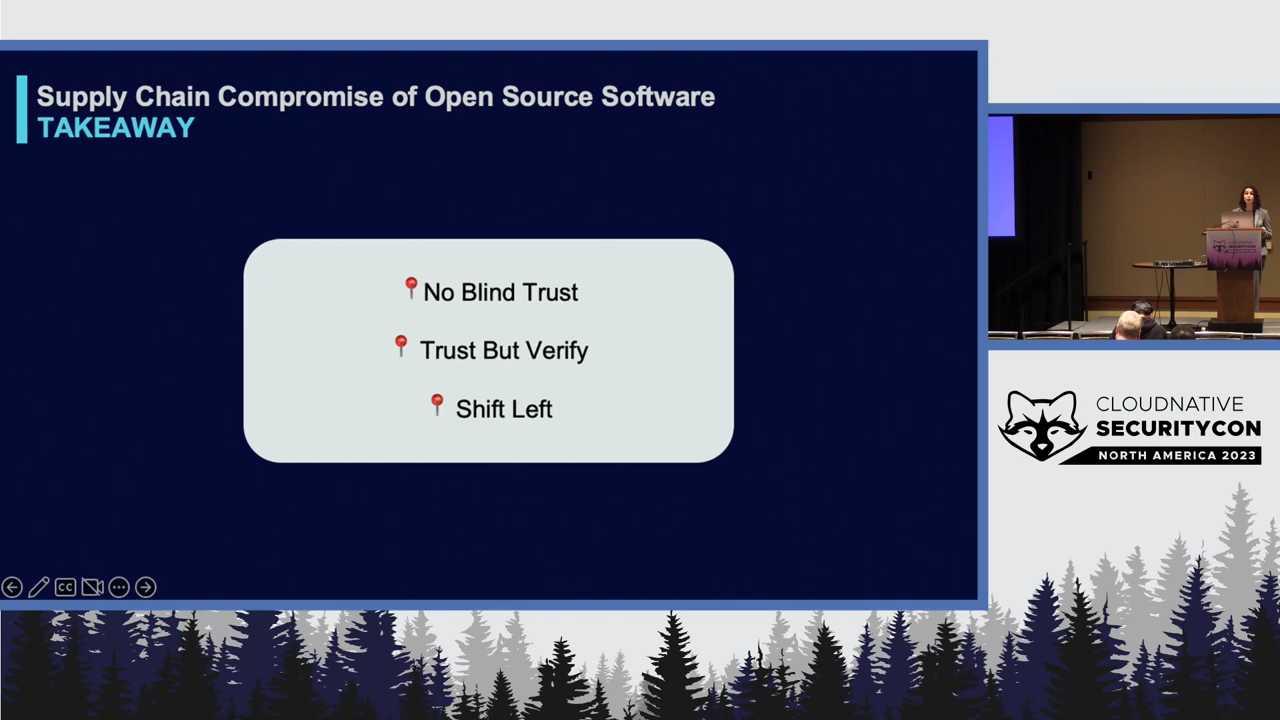 Supply Chain Compromise of Open Source Software
TAKEAWAY
📍No Blind Trust
📍 Trust But Verify
📍 Shift Left
CC
CLOUDNATIVE
SECURITYCON
NORTH AMERICA 2023